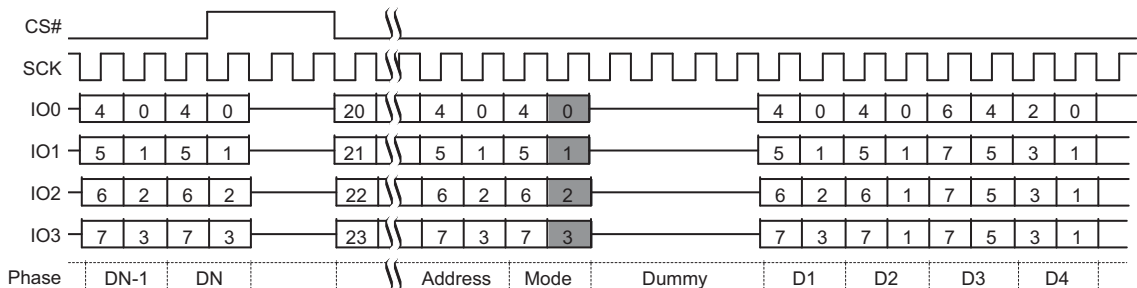 CS#
SCK
IO0 4 0 4 0 20 4 0 4 0 4 0 4 0 6 4 2 0
IO1 5 1 5 1 21 5 1 5 1 5 1 5 1 7 5 3 1
IO2 6 2 6 2 22 6 2 6 2 6 2 6 1 7 5 3 1
IO3 7 3 7 3 23 7 3 7 3 7 3 7 1 7 5 3 1
Phase DN-1 DN Address Mode Dummy D1 D2 D3 D4